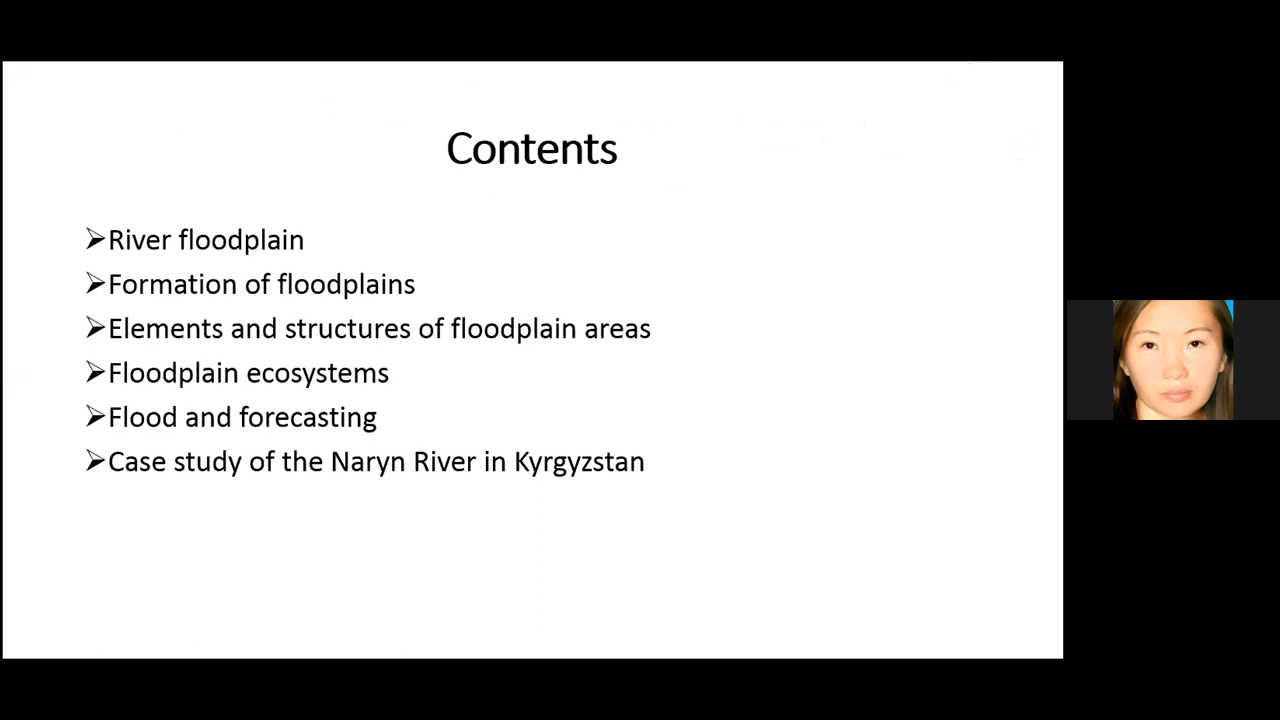 Contents
➢River floodplain
➢Formation of floodplains
➢Elements and structures of floodplain areas
➢Floodplain ecosystems
➢Flood and forecasting
➢Case study of the Naryn River in Kyrgyzstan